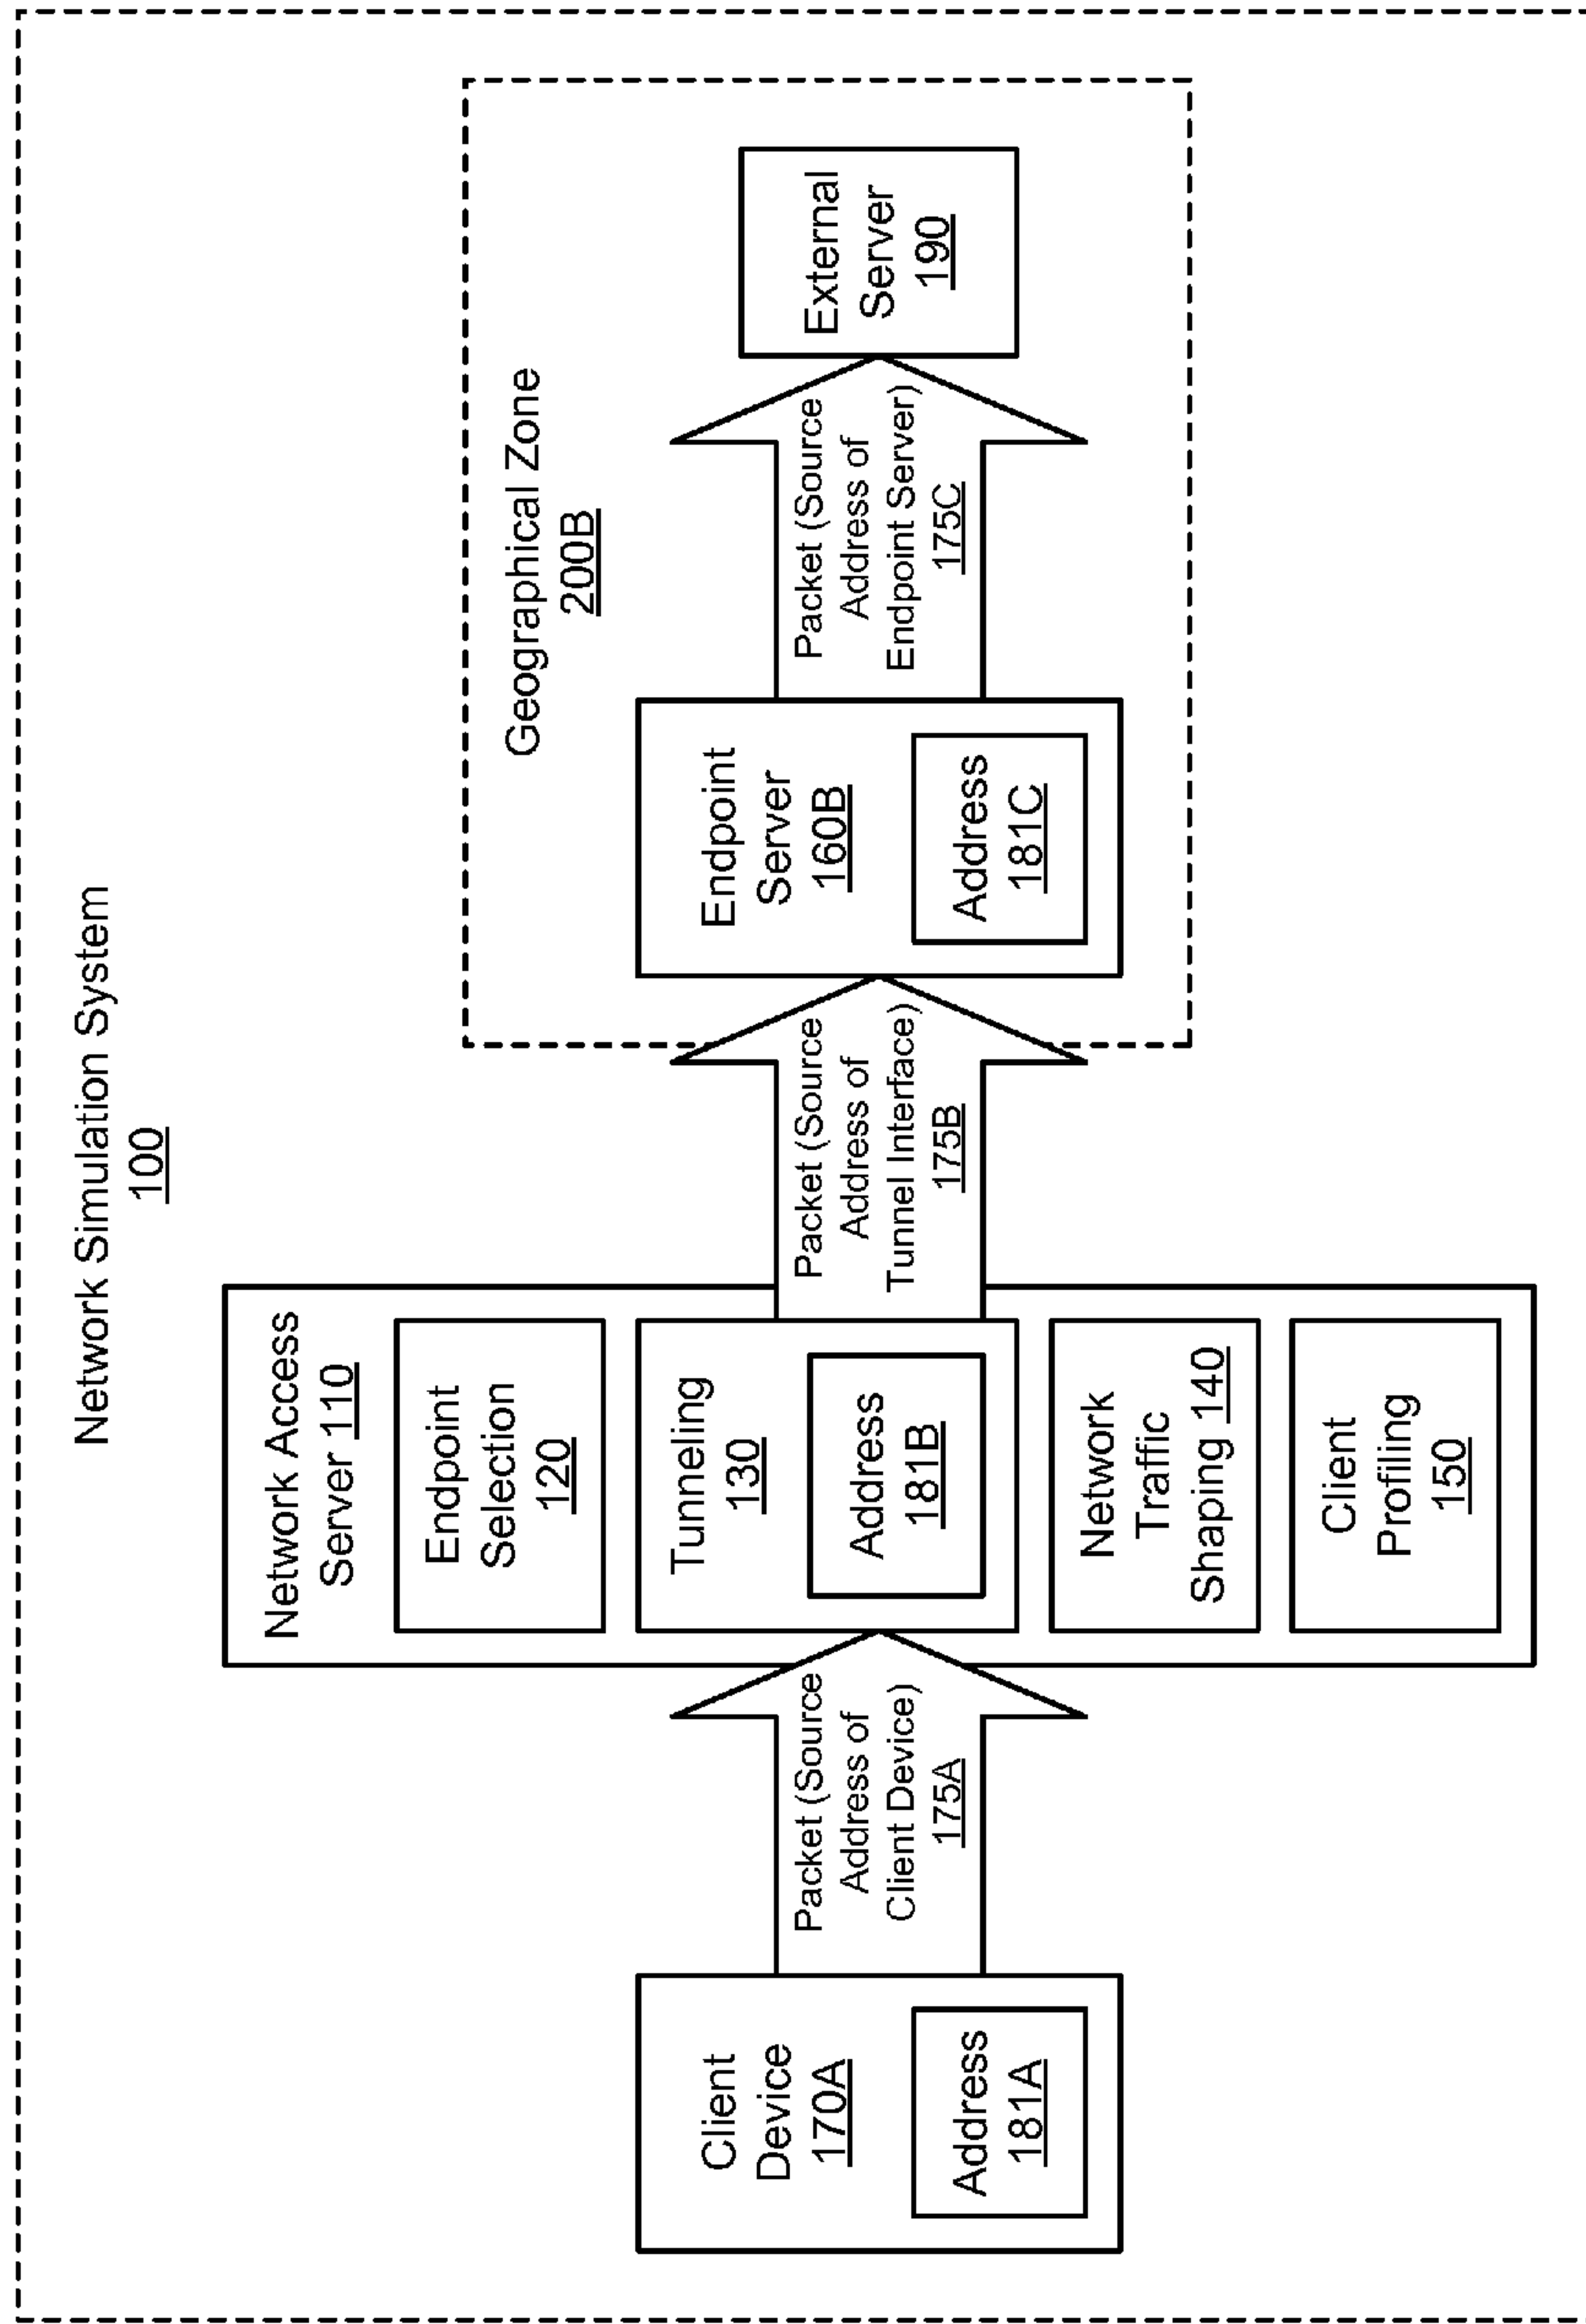 Network Simulation System
100
Client
Device
170A
Address
181A
Packet (Source
Address of
Client Device)
175A
Network Access
Server 110
Endpoint
Selection
120
Tunneling
130
Address
181B
Network
Traffic
Shaping 140
Client
Profiling
150
Packet (Source
Address of
Tunnel Interface)
175B
Geographical Zone
200B
Endpoint
Server
160B
Address
181C
Packet (Source
Address of
Endpoint Server)
175C
External
Server
190